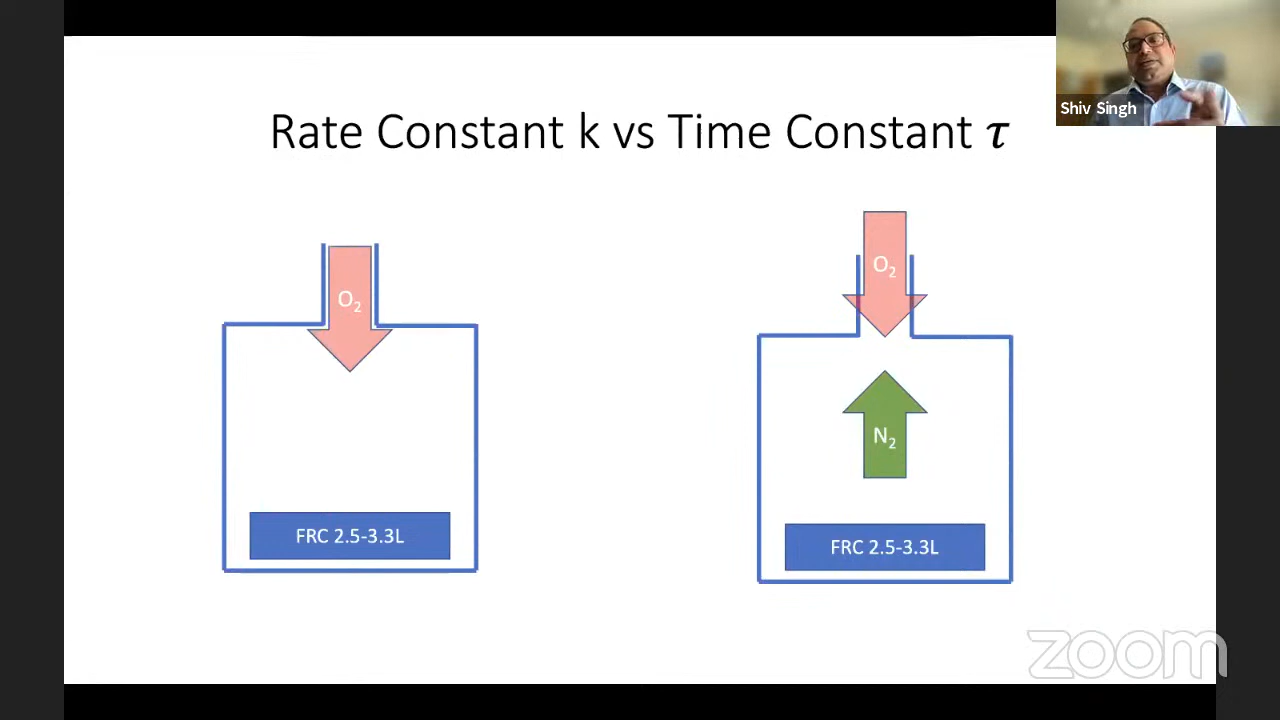 Shiv Singh
Rate Constant k vs Time Constant 𝝉
O₂
O₂
N₂
FRC 2.5-3.3L
FRC 2.5-3.3L
zoom